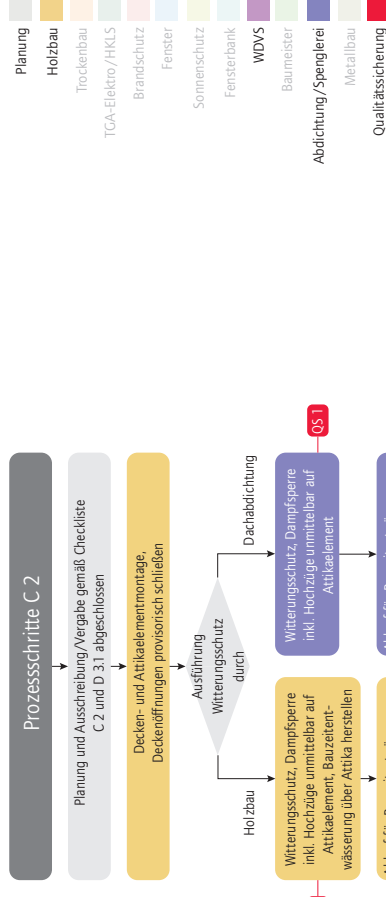 Prozessschritte C 2
Planung und Ausschreibung/Vergabe gemäß Checkliste
C 2 und D 3.1 abgeschlossen
Decken- und Attikaelementmontage,
Deckenöffnungen provisorisch schließen
Ausführung
Witterungsschutz
durch
Holzbau
Dachabdichtung
Witterungsschutz, Dampfsperre
inkl. Hochzüge unmittelbar auf
Attikaelement, Bauzeitent-
wässerung über Attika herstellen
Witterungsschutz, Dampfsperre
inkl. Hochzüge unmittelbar auf
Attikaelement
QS 1
Planung
Holzbau
Trockenbau
TGA-Elektro/HKLS
Brandschutz
Fenster
Sonnenschutz
Fensterbank
WDVS
Baumeister
Abdichtung/Spenglerei
Metallbau
Qualitätssicherung